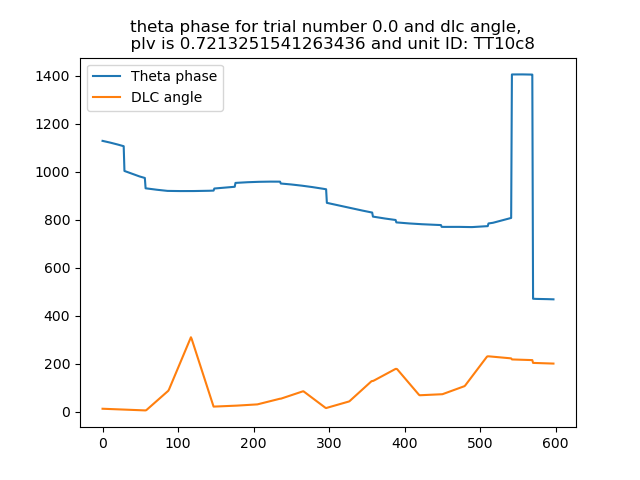 theta phase for trial number 0.0 and dlc angle,
plv is 0.7213251541263436 and unit ID: TT10c8
Theta phase
DLC angle
1400
1200
1000
800
600
400
200
0
0 100 200 300 400 500 600